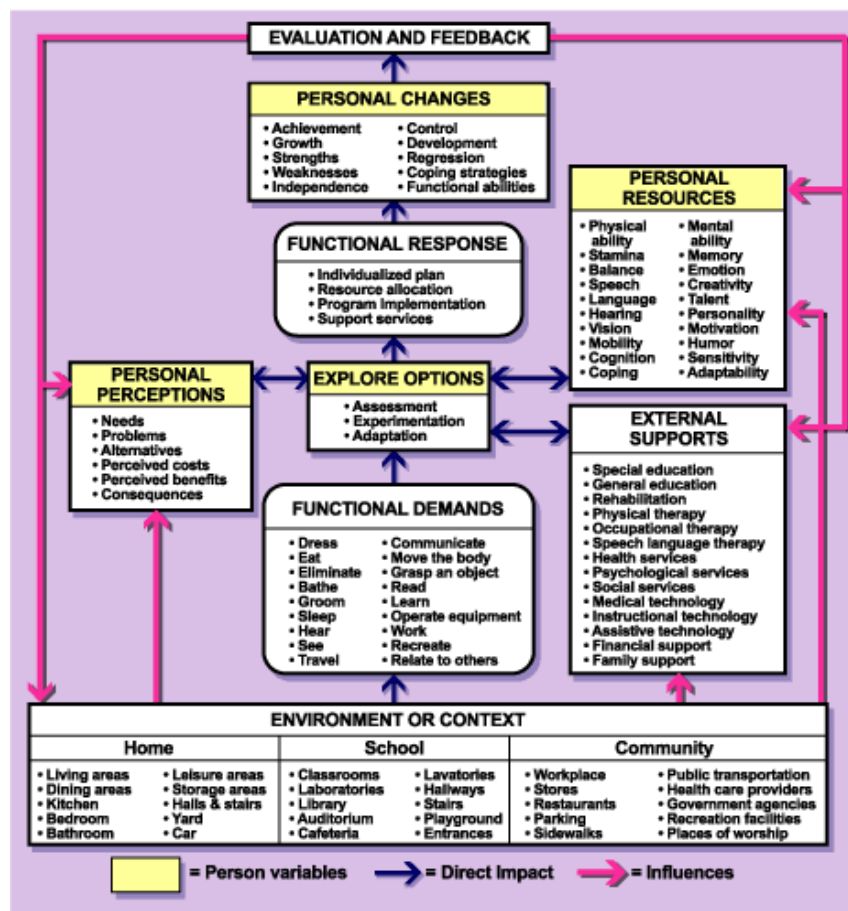 EVALUATION AND FEEDBACK
PERSONAL CHANGES
• Achievement
• Growth
• Strengths
• Weaknesses
• Independence
• Control
• Development
• Regression
• Coping strategies
• Functional abilities
PERSONAL
RESOURCES
• Physical
ability
• Stamina
• Balance
• Speech
• Language
• Hearing
• Vision
• Mobility
• Cognition
• Coping
• Mental
ability
• Memory
• Emotion
• Creativity
• Talent
• Personality
• Motivation
• Humor
• Sensitivity
• Adaptability
FUNCTIONAL RESPONSE
• Individualized plan
• Resource allocation
• Program Implementation
• Support services
PERSONAL
PERCEPTIONS
• Needs
• Problems
• Alternatives
• Perceived costs
• Perceived benefits
• Consequences
EXPLORE OPTIONS
• Assessment
• Experimentation
• Adaptation
EXTERNAL
SUPPORTS
• Special education
• General education
• Rehabilitation
• Physical therapy
• Occupational therapy
• Speech language therapy
• Health services
• Psychological services
• Social services
• Medical technology
• Instructional technology
• Assistive technology
• Financial support
• Family support
FUNCTIONAL DEMANDS
• Dress
• Eat
• Eliminate
• Bathe
• Groom
• Sleep
• Hear
• See
• Travel
• Communicate
• Move the body
• Grasp an object
• Read
• Learn
• Operate equipment
• Work
• Recreate
• Relate to others
ENVIRONMENT OR CONTEXT
Home
• Living areas
• Dining areas
• Kitchen
• Bedroom
• Bathroom
• Leisure areas
• Storage areas
• Halls & stairs
• Yard
• Car
School
• Classrooms
• Laboratories
• Library
• Auditorium
• Cafeteria
• Lavatories
• Hallways
• Stairs
• Playground
• Entrances
Community
• Workplace
• Stores
• Restaurants
• Parking
• Sidewalks
• Public transportation
• Health care providers
• Government agencies
• Recreation facilities
• Places of worship
= Person variables
= Direct Impact
= Influences